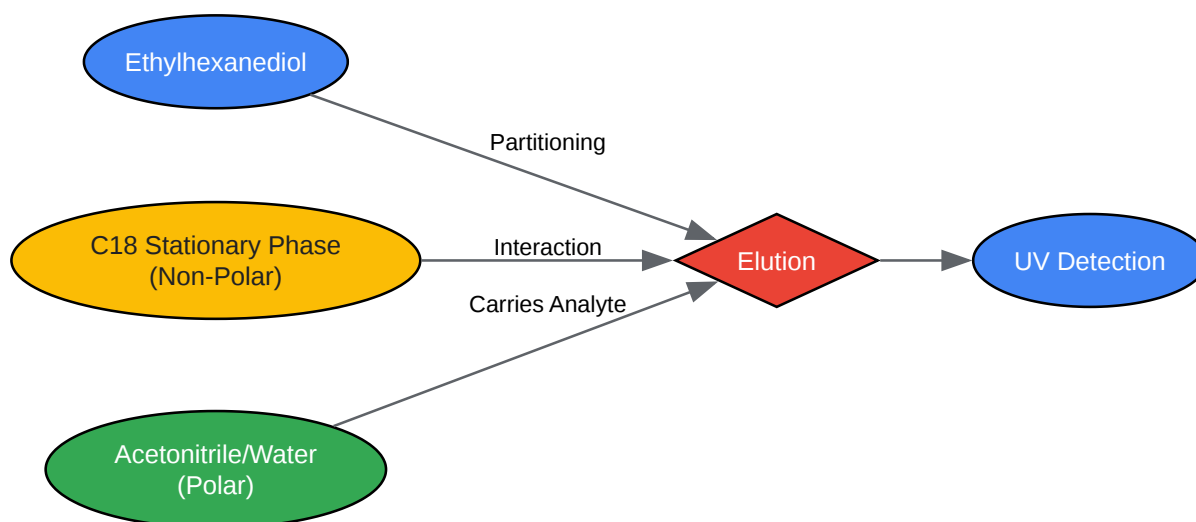 Ethylhexanediol
Partitioning
C18 Stationary Phase
(Non-Polar)
Interaction
Elution
UV Detection
Carries Analyte
Acetonitrile/Water
(Polar)